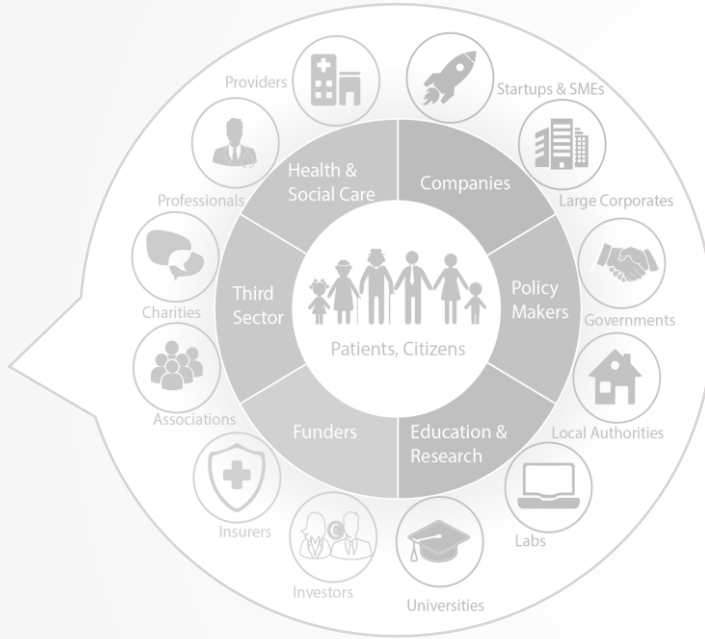 Providers
Startups & SMEs
Professionals
Health &
Social Care
Companies
Large Corporates
Charities
Third
Sector
Patients, Citizens
Policy
Makers
Governments
Associations
Funders
Education &
Research
Local Authorities
Insurers
Labs
Investors
Universities